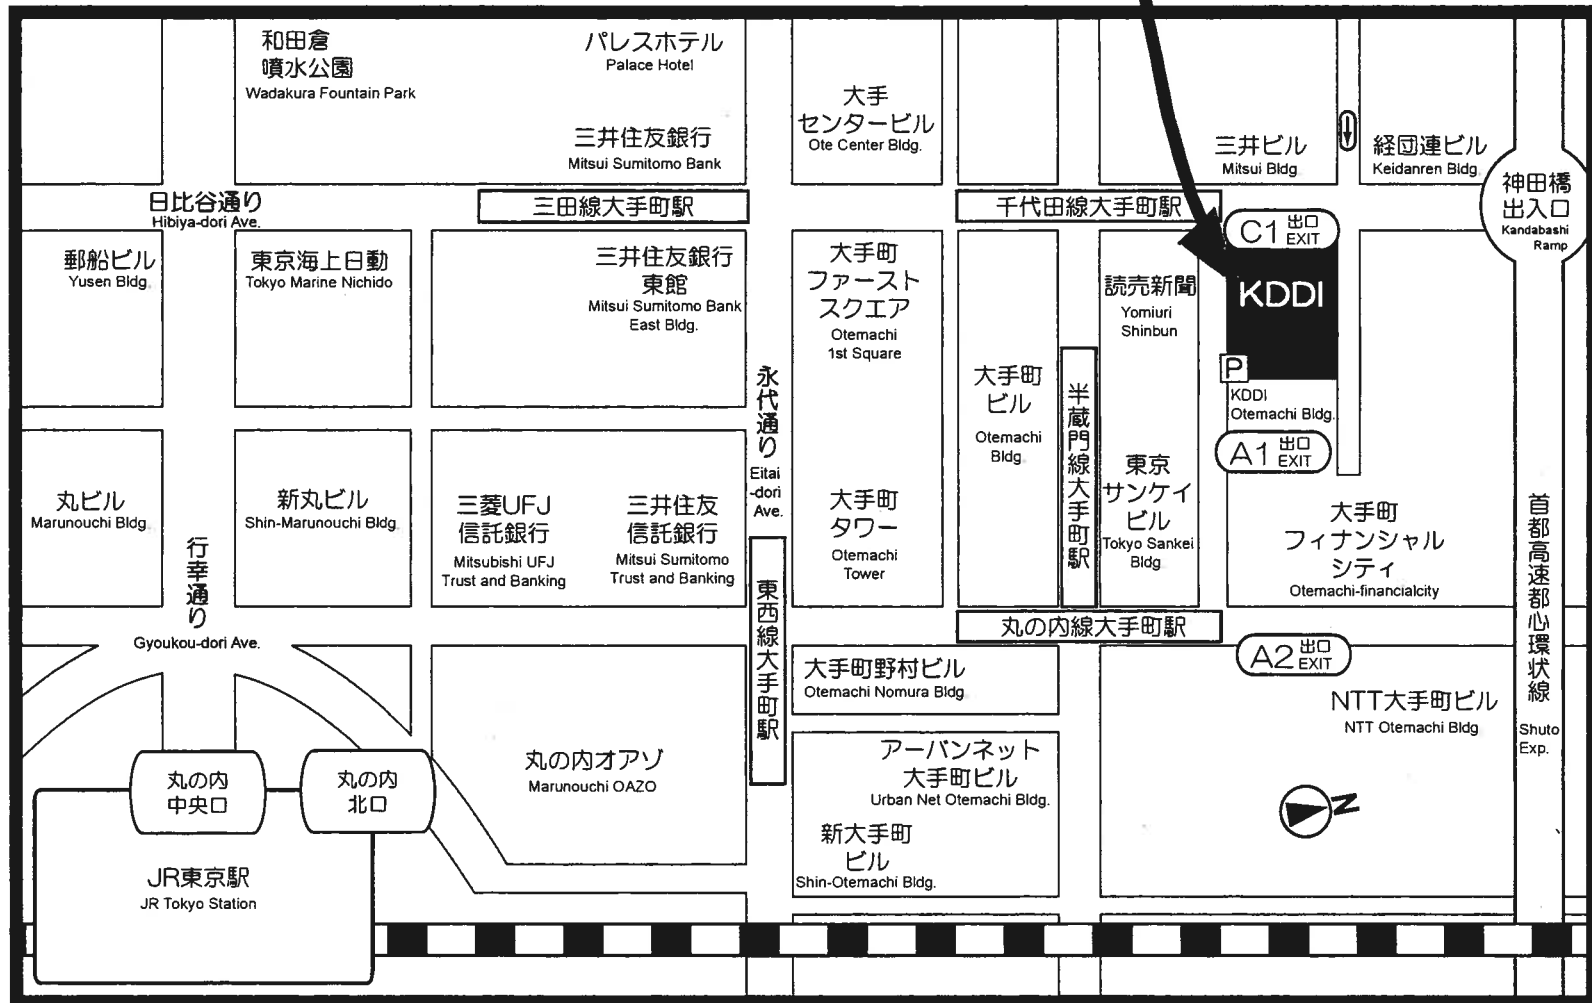 和田倉
噴水公園
Wadakura Fountain Park
パレスホテル
Palace Hotel
三井住友銀行
Mitsui Sumitomo Bank
大手
センタービル
Ote Center Bldg.
三井ビル
Mitsui Bldg.
経団連ビル
Keidanren Bldg.
神田橋
出入口
Kandabashi
Ramp
日比谷通り
Hibiya-dori Ave.
三田線大手町駅
千代田線大手町駅
C1 出口
EXIT
郵船ビル
Yusen Bldg.
東京海上日動
Tokyo Marine Nichido
三井住友銀行
東館
Mitsui Sumitomo Bank
East Bldg.
大手町
ファースト
スクエア
Otemachi
1st Square
読売新聞
Yomiuri
Shinbun
KDDI
P
KDDI
Otemachi Bldg.
永代通り
Eitai
-dori
Ave.
大手町
ビル
Otemachi
Bldg.
半蔵門線大手町駅
A1 出口
EXIT
丸ビル
Marunouchi Bldg.
新丸ビル
Shin-Marunouchi Bldg.
三菱UFJ
信託銀行
Mitsubishi UFJ
Trust and Banking
三井住友
信託銀行
Mitsui Sumitomo
Trust and Banking
大手町
タワー
Otemachi
Tower
東京
サンケイ
ビル
Tokyo Sankei
Bldg.
大手町
フィナンシャル
シティ
Otemachi-financialcity
首都高速都心環状線
Shuto
Exp.
行幸通り
Gyoukou-dori Ave.
東西線大手町駅
丸の内線大手町駅
A2 出口
EXIT
大手町野村ビル
Otemachi Nomura Bldg.
NTT大手町ビル
NTT Otemachi Bldg.
丸の内オアゾ
Marunouchi OAZO
アーバンネット
大手町ビル
Urban Net Otemachi Bldg.
新大手町
ビル
Shin-Otemachi Bldg.
N
丸の内
中央口
丸の内
北口
JR東京駅
JR Tokyo Station